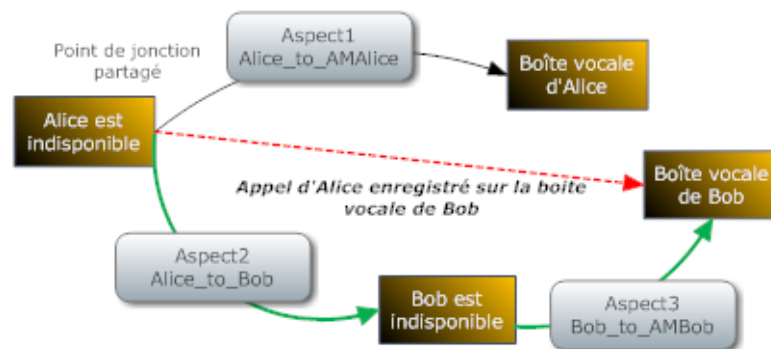 Point de jonction
partagé
Aspect1
Alice_to_AMAlice
Boîte vocale
d'Alice
Alice est
indisponible
Appel d'Alice enregistré sur la boite
vocale de Bob
Boîte vocale
de Bob
Aspect2
Alice_to_Bob
Bob est
indisponible
Aspect3
Bob_to_AMBob